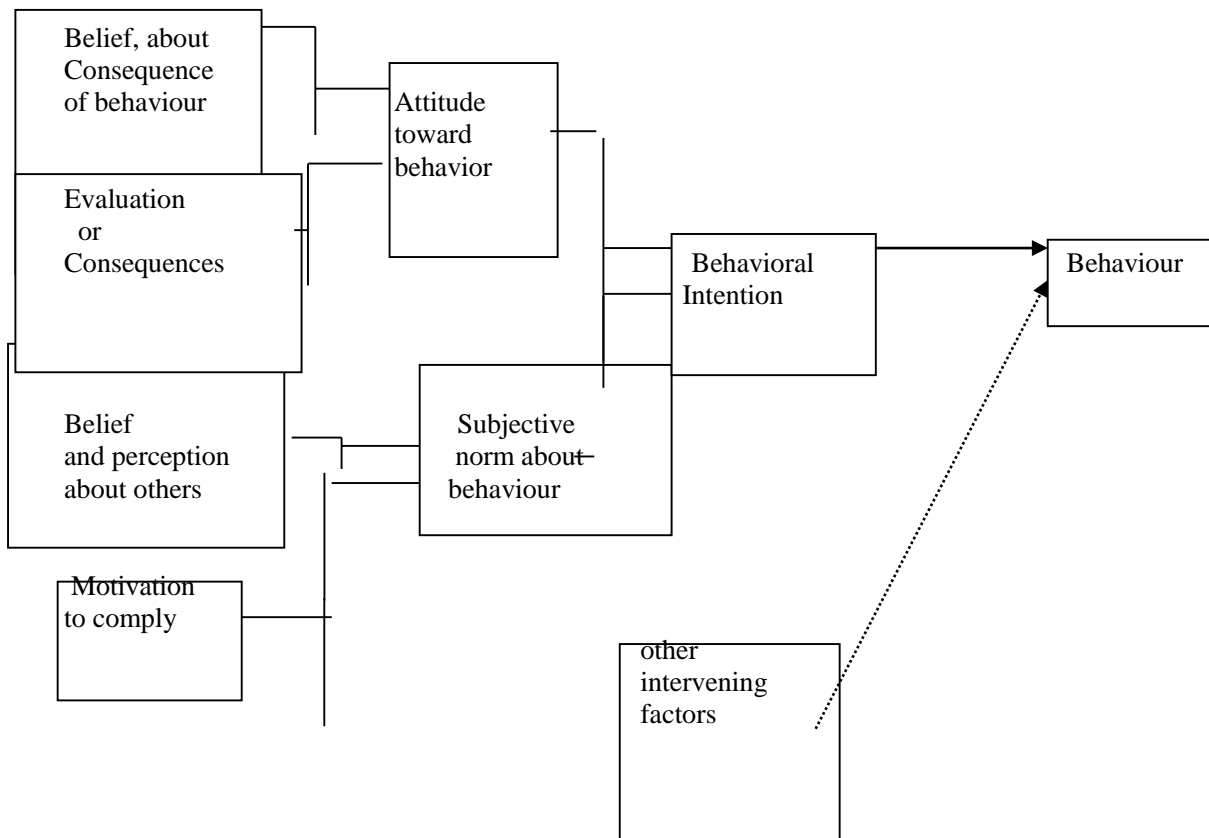 Belief, about
Consequence
of behaviour
Attitude
toward
behavior
Evaluation
or
Consequences
Behavioral
Intention
Behaviour
Belief
and perception
about others
Subjective
norm about
behaviour
Motivation
to comply
other
intervening
factors